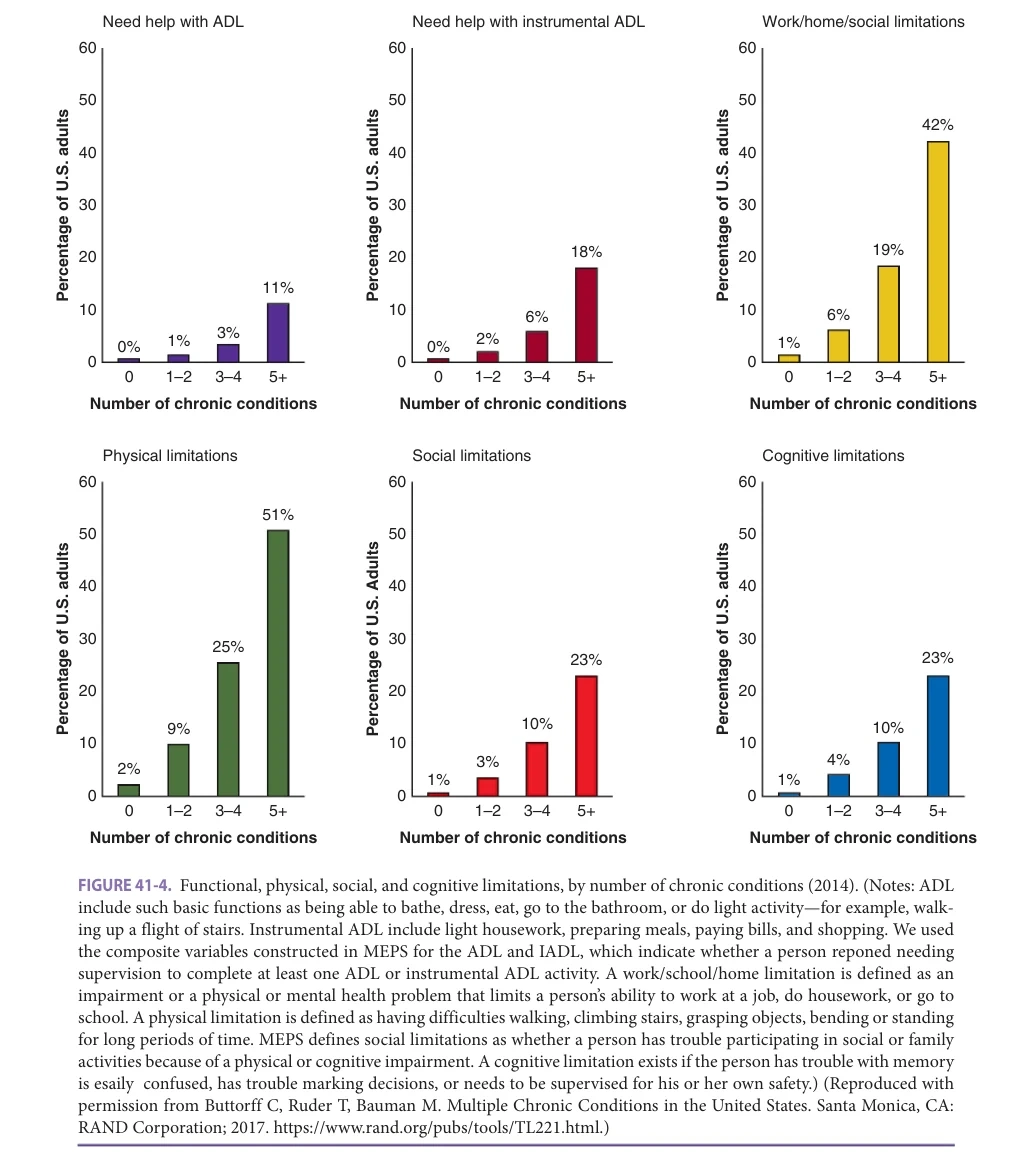 Need help with ADL
60
50
40
30
20
10
0
Percentage of U.S. adults
0%
1%
3%
11%
0 1–2 3–4 5+
Number of chronic conditions
Need help with instrumental ADL
60
50
40
30
20
10
0
Percentage of U.S. adults
0%
2%
6%
18%
0 1–2 3–4 5+
Number of chronic conditions
Work/home/social limitations
60
50
40
30
20
10
0
Percentage of U.S. adults
1%
6%
19%
42%
0 1–2 3–4 5+
Number of chronic conditions
Physical limitations
60
50
40
30
20
10
0
Percentage of U.S. adults
2%
9%
25%
51%
0 1–2 3–4 5+
Number of chronic conditions
Social limitations
60
50
40
30
20
10
0
Percentage of U.S. Adults
1%
3%
10%
23%
0 1–2 3–4 5+
Number of chronic conditions
Cognitive limitations
60
50
40
30
20
10
0
Percentage of U.S. adults
1%
4%
10%
23%
0 1–2 3–4 5+
Number of chronic conditions
FIGURE 41-4. Functional, physical, social, and cognitive limitations, by number of chronic conditions (2014). (Notes: ADL
include such basic functions as being able to bathe, dress, eat, go to the bathroom, or do light activity—for example, walk-
ing up a flight of stairs. Instrumental ADL include light housework, preparing meals, paying bills, and shopping. We used
the composite variables constructed in MEPS for the ADL and IADL, which indicate whether a person reponed needing
supervision to complete at least one ADL or instrumental ADL activity. A work/school/home limitation is defined as an
impairment or a physical or mental health problem that limits a person’s ability to work at a job, do housework, or go to
school. A physical limitation is defined as having difficulties walking, climbing stairs, grasping objects, bending or standing
for long periods of time. MEPS defines social limitations as whether a person has trouble participating in social or family
activities because of a physical or cognitive impairment. A cognitive limitation exists if the person has trouble with memory
is esaily confused, has trouble marking decisions, or needs to be supervised for his or her own safety.) (Reproduced with
permission from Buttorff C, Ruder T, Bauman M. Multiple Chronic Conditions in the United States. Santa Monica, CA:
RAND Corporation; 2017. https://www.rand.org/pubs/tools/TL221.html.)